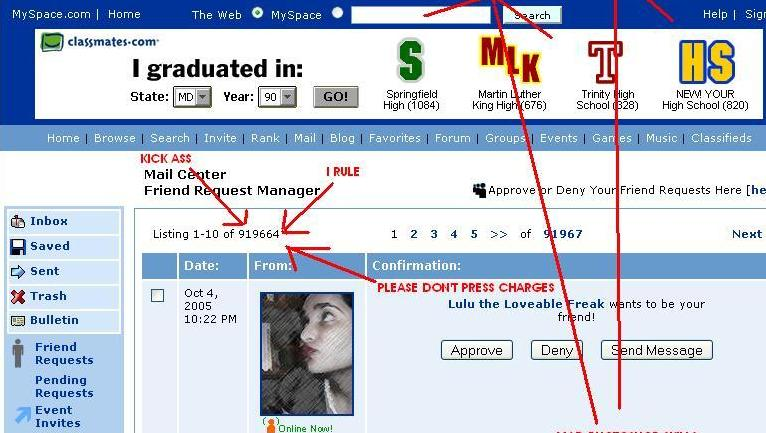 MySpace.com | Home The Web MySpace Search Help | Sign
classmates.com
I graduated in:
State: MD Year: 90 GO!
S
Springfield
High (1084)
MLK
Martin Luther
King High (676)
T
Trinity High
School (328)
HS
NEW! YOUR
High School (820)
Home | Browse | Search | Invite | Rank | Mail | Blog | Favorites | Forum | Groups | Events | Games | Music | Classifieds
KICK ASS
Mail Center
Friend Request Manager
I RULE
Approve or Deny Your Friend Requests Here [he
Inbox
Saved
Sent
Trash
Bulletin
Friend
Requests
Pending
Requests
Event
Invites
Listing 1-10 of 919664
1 2 3 4 5 >> of 91967
Next
Date: From: Confirmation:
PLEASE DON'T PRESS CHARGES
Oct 4,
2005
10:22 PM
Lulu the Loveable Freak wants to be your
friend!
Approve Deny Send Message
Online Now!